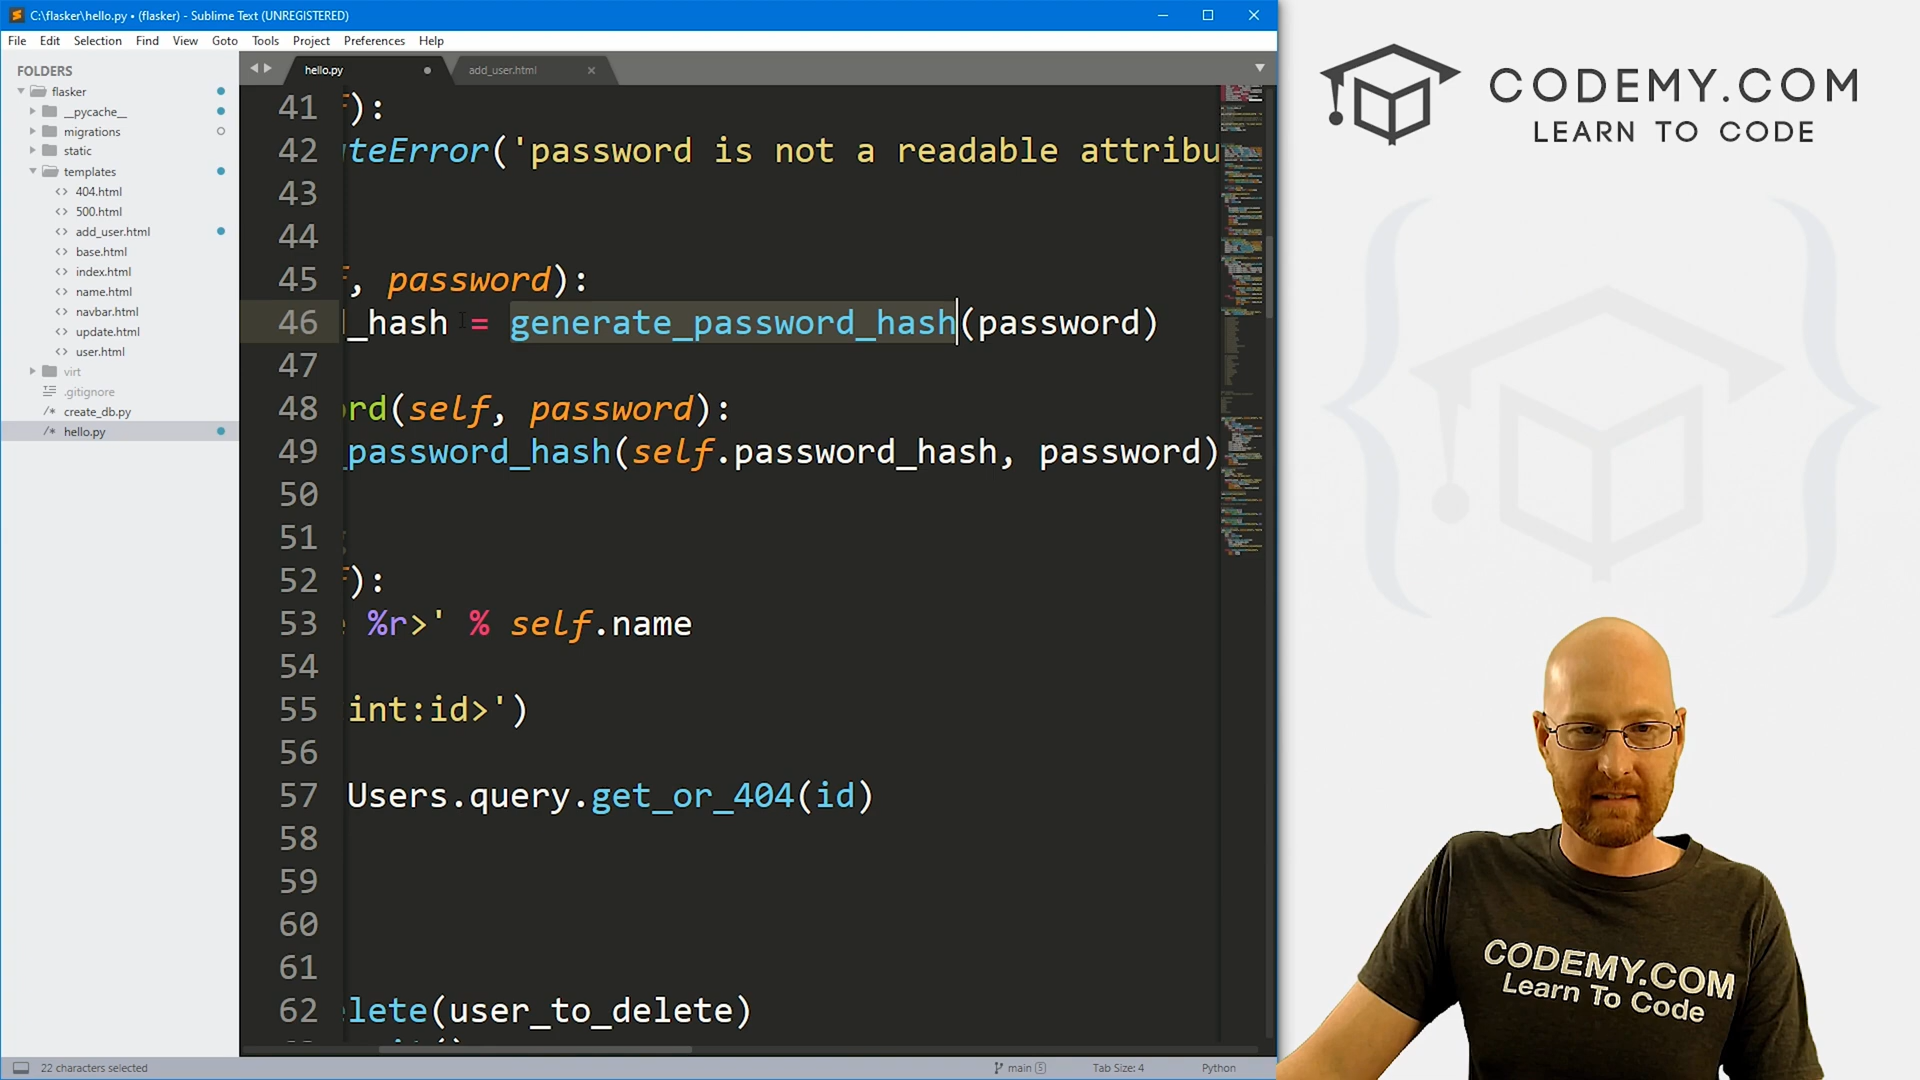 C:\flasker\hello.py • (flasker) - Sublime Text (UNREGISTERED)
File Edit Selection Find View Goto Tools Project Preferences Help
FOLDERS
flasker
__pycache__
migrations
static
templates
404.html
500.html
add_user.html
base.html
index.html
name.html
navbar.html
update.html
user.html
virt
.gitignore
create_db.py
hello.py
hello.py
add_user.html
41 f):
42 teError('password is not a readable attribu
43
44
45 f, password):
46 d_hash = generate_password_hash(password)
47
48 ord(self, password):
49 _password_hash(self.password_hash, password)
50
51
52 f):
53 %r>' % self.name
54
55 int:id>')
56
57 Users.query.get_or_404(id)
58
59
60
61
62 elete(user_to_delete)
22 characters selected
main 5
Tab Size: 4
Python
CODEMY.COM
LEARN TO CODE
CODEMY.COM
Learn To Code